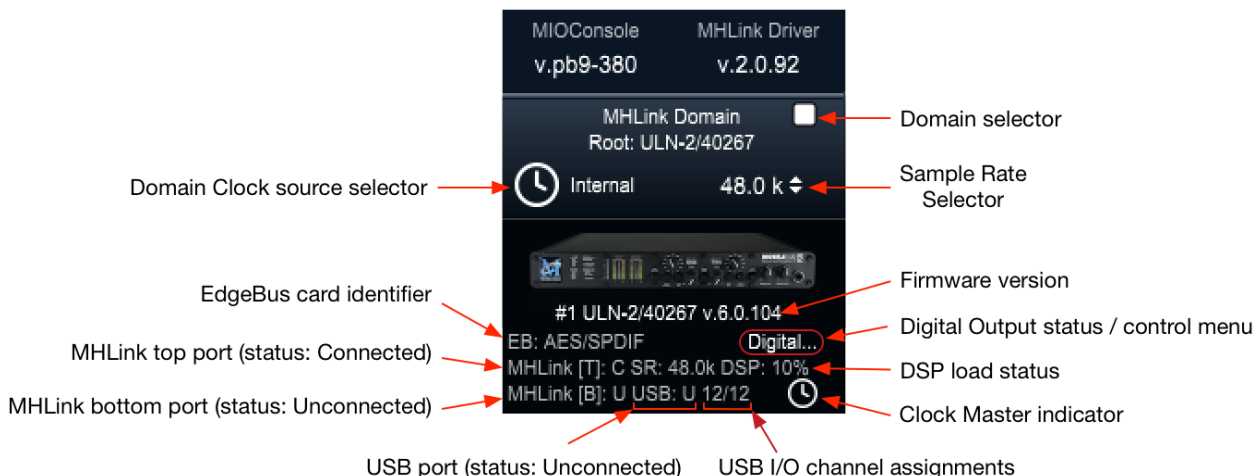 MIOConsole MHLink Driver
v.pb9-380 v.2.0.92
MHLink Domain
Domain selector
Root: ULN-2/40267
Domain Clock source selector
Internal 48.0 k
Sample Rate
Selector
EdgeBus card identifier
Firmware version
#1 ULN-2/40267 v.6.0.104
EB: AES/SPDIF Digital...
Digital Output status / control menu
MHLink top port (status: Connected)
MHLink [T]: C SR: 48.0k DSP: 10%
DSP load status
MHLink bottom port (status: Unconnected)
MHLink [B]: U USB: U 12/12
Clock Master indicator
USB port (status: Unconnected)
USB I/O channel assignments